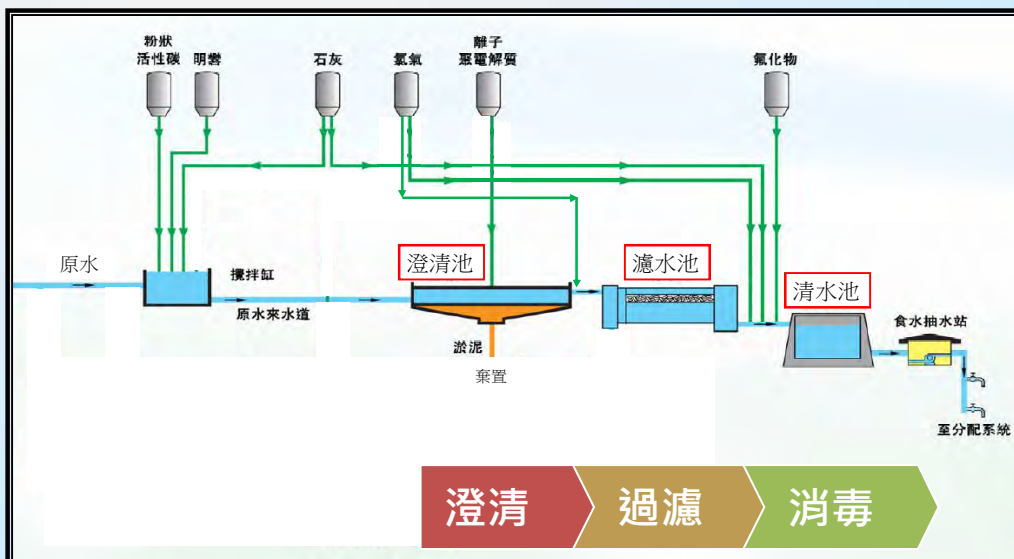 粉狀
活性碳
明礬
石灰
氯氣
離子
聚電解質
氟化物
原水
攪拌缸
原水來水道
澄清池
濾水池
清水池
淤泥
棄置
食水抽水站
至分配系統
澄清
過濾
消毒